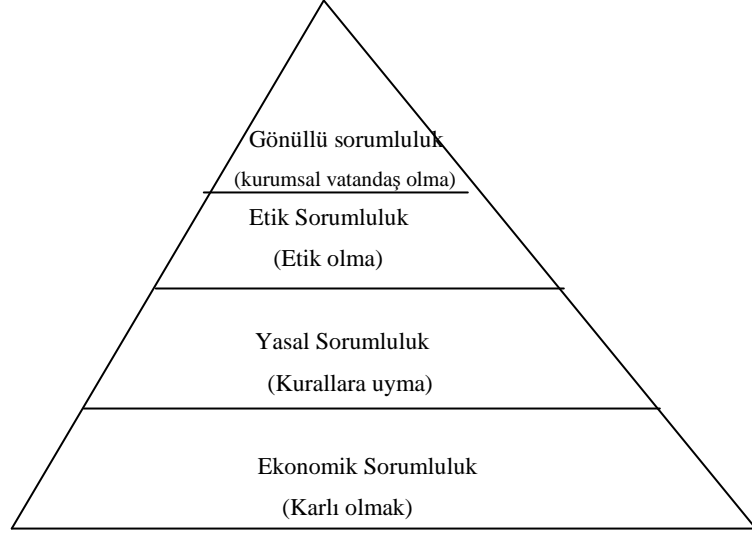 Gönüllü sorumluluk
(kurumsal vatandaş olma)
Etik Sorumluluk
(Etik olma)
Yasal Sorumluluk
(Kurallara uyma)
Ekonomik Sorumluluk
(Karlı olmak)